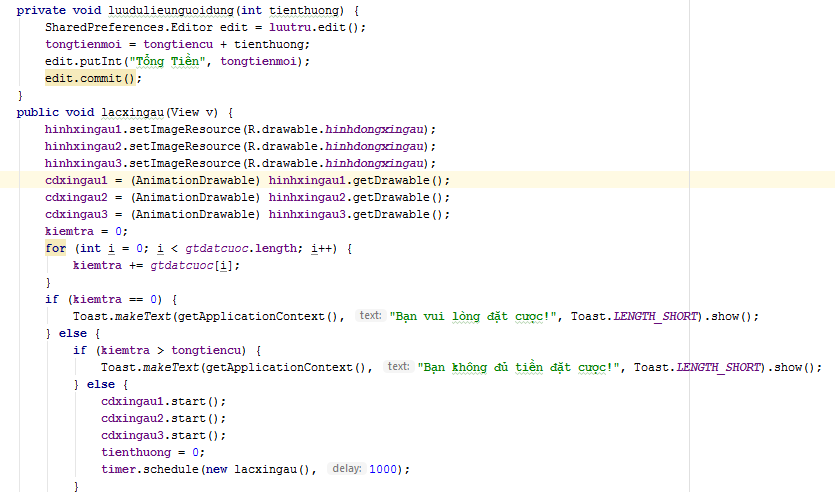 private void luudulieunguoidung(int tienthuong) {
    SharedPreferences.Editor edit = luutru.edit();
    tongtienmoi = tongtiencu + tienthuong;
    edit.putInt("Tổng Tiền", tongtienmoi);
    edit.commit();
}
public void lacxingau(View v) {
    hinhxingau1.setImageResource(R.drawable.hinhdongxingau);
    hinhxingau2.setImageResource(R.drawable.hinhdongxingau);
    hinhxingau3.setImageResource(R.drawable.hinhdongxingau);
    cdxingau1 = (AnimationDrawable) hinhxingau1.getDrawable();
    cdxingau2 = (AnimationDrawable) hinhxingau2.getDrawable();
    cdxingau3 = (AnimationDrawable) hinhxingau3.getDrawable();
    kiemtra = 0;
    for (int i = 0; i < gtdatcuoc.length; i++) {
        kiemtra += gtdatcuoc[i];
    }
    if (kiemtra == 0) {
        Toast.makeText(getApplicationContext(), text: "Bạn vui lòng đặt cược!", Toast.LENGTH_SHORT).show();
    } else {
        if (kiemtra > tongtiencu) {
            Toast.makeText(getApplicationContext(), text: "Bạn không đủ tiền đặt cược!", Toast.LENGTH_SHORT).show();
        } else {
            cdxingau1.start();
            cdxingau2.start();
            cdxingau3.start();
            tienthuong = 0;
            timer.schedule(new lacxingau(), delay: 1000);
        }